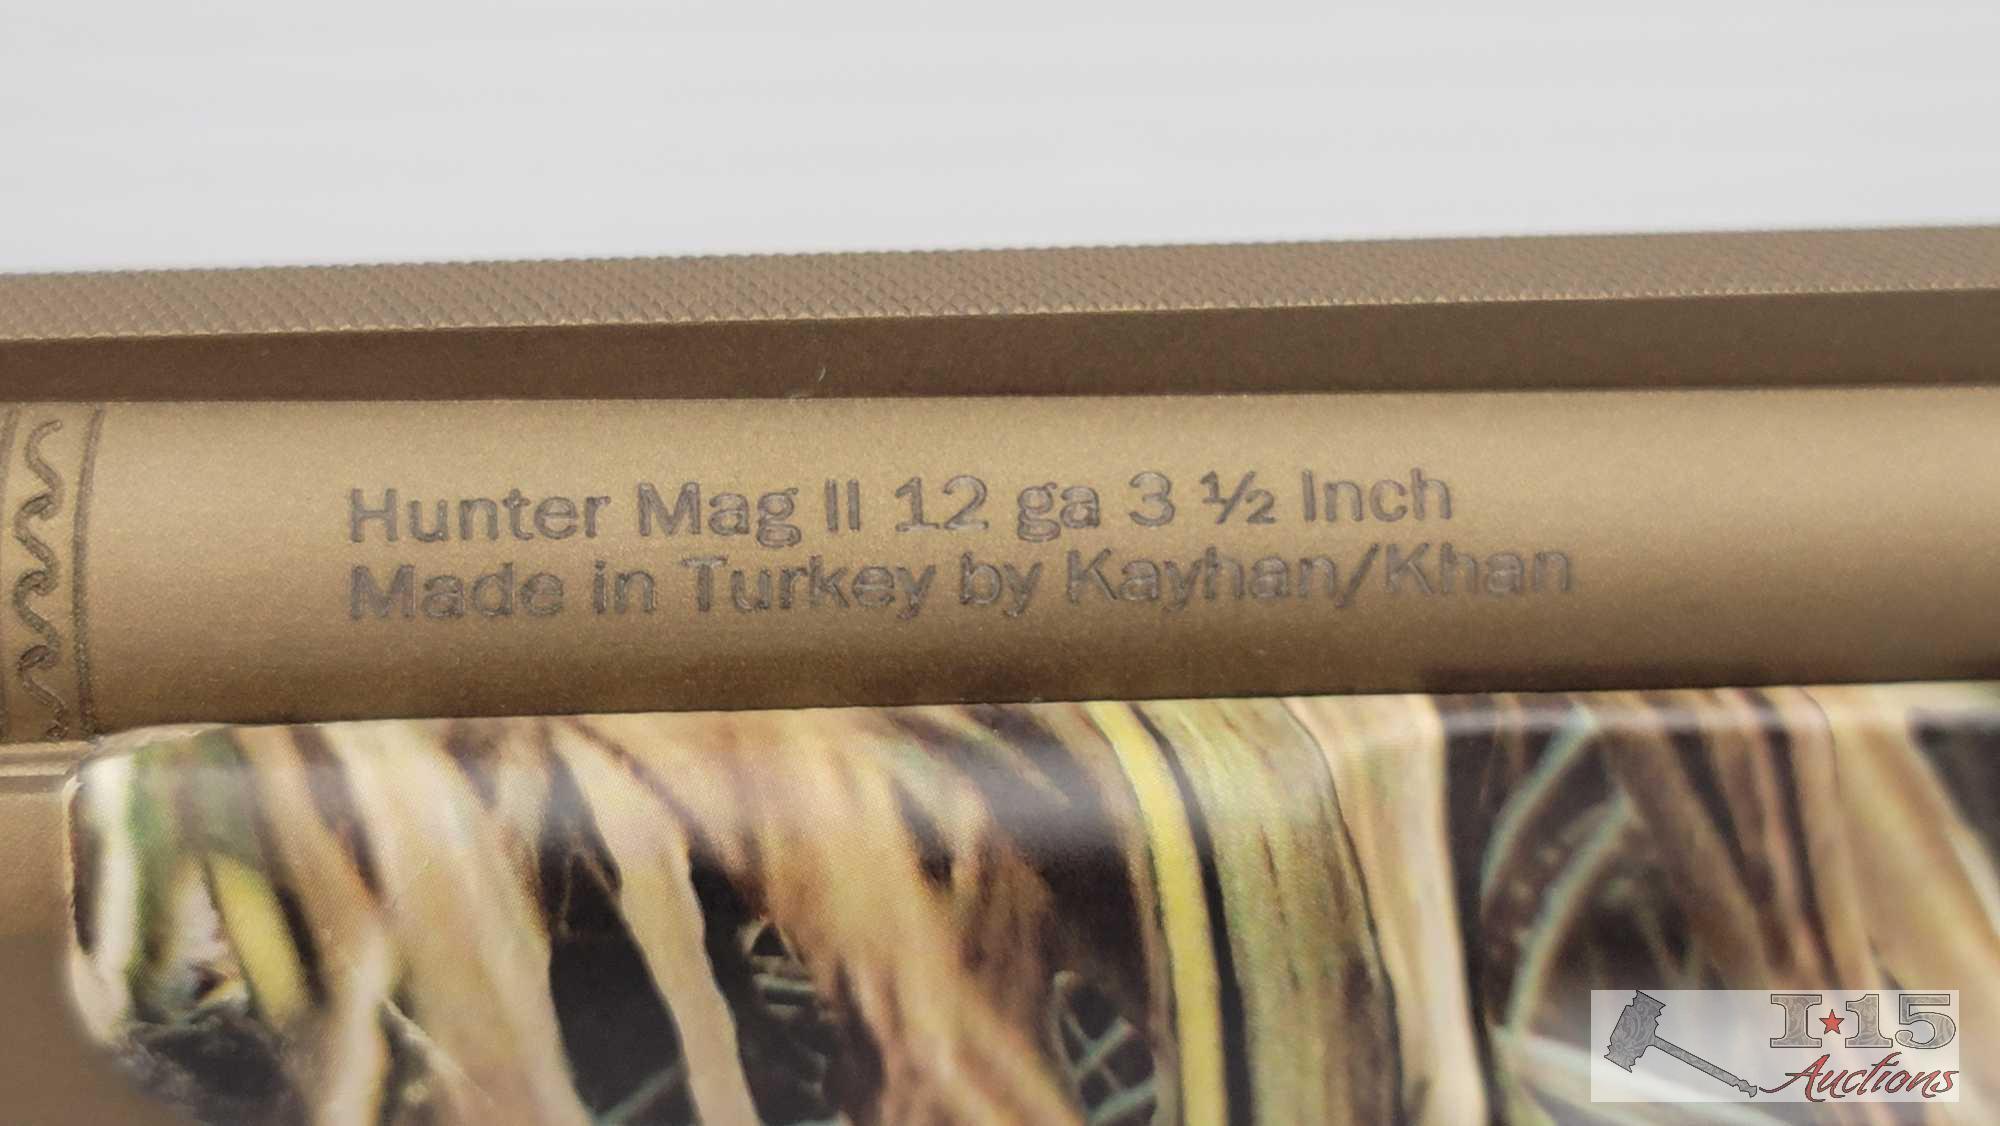 Hunter Mag II 12 ga 3 ½ Inch
Made in Turkey by Kayhan/Khan
I★15
Auctions